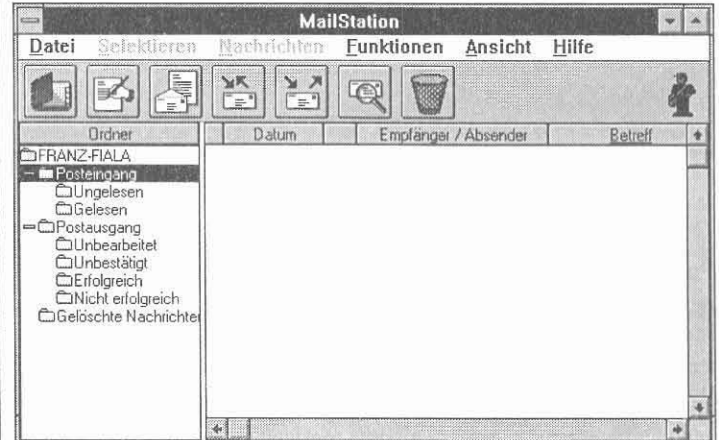 MailStation
Datei Selektieren Nachrichten Funktionen Ansicht Hilfe
Ordner Datum Empfänger / Absender Betreff
FRANZ-FIALA
Posteingang
Ungelesen
Gelesen
Postausgang
Unbearbeitet
Unbestätigt
Erfolgreich
Nicht erfolgreich
Gelöschte Nachrichten